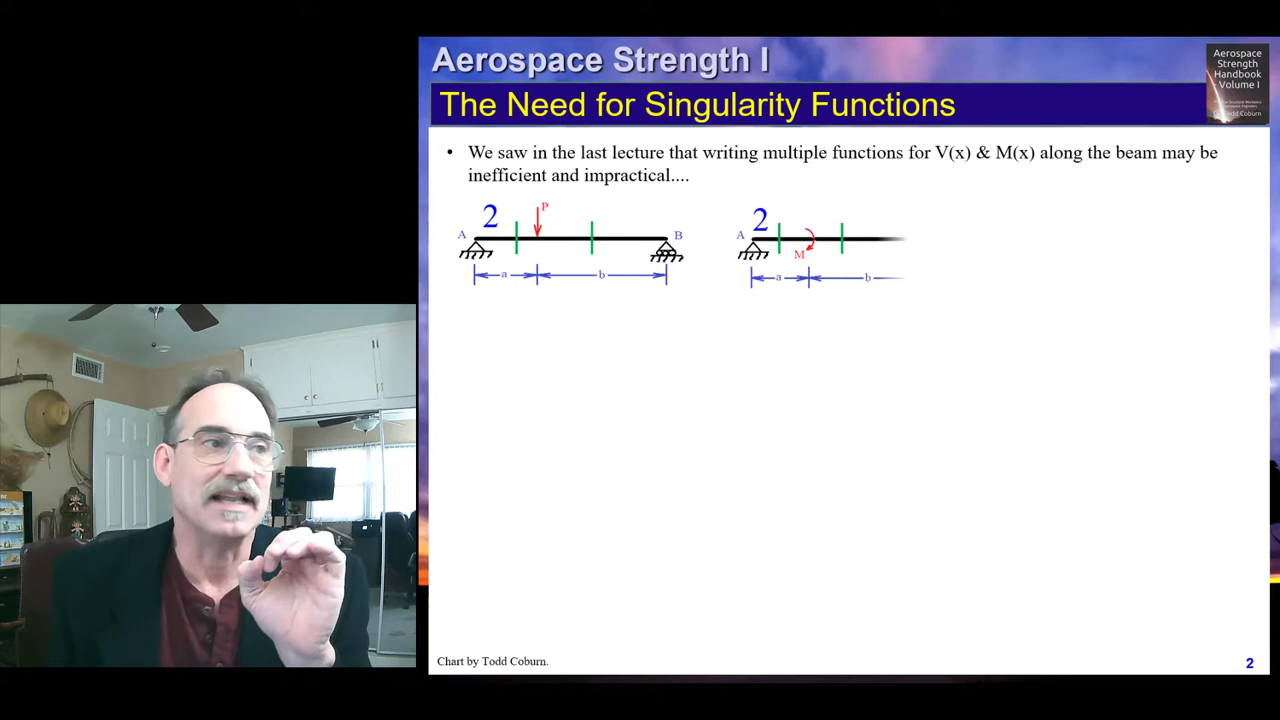 Aerospace Strength I
Aerospace
Strength
Handbook
Volume I
The Need for Singularity Functions
• We saw in the last lecture that writing multiple functions for V(x) & M(x) along the beam may be
inefficient and impractical....
2
P
A
B
a
b
2
A
M
a
b
Chart by Todd Coburn.
2